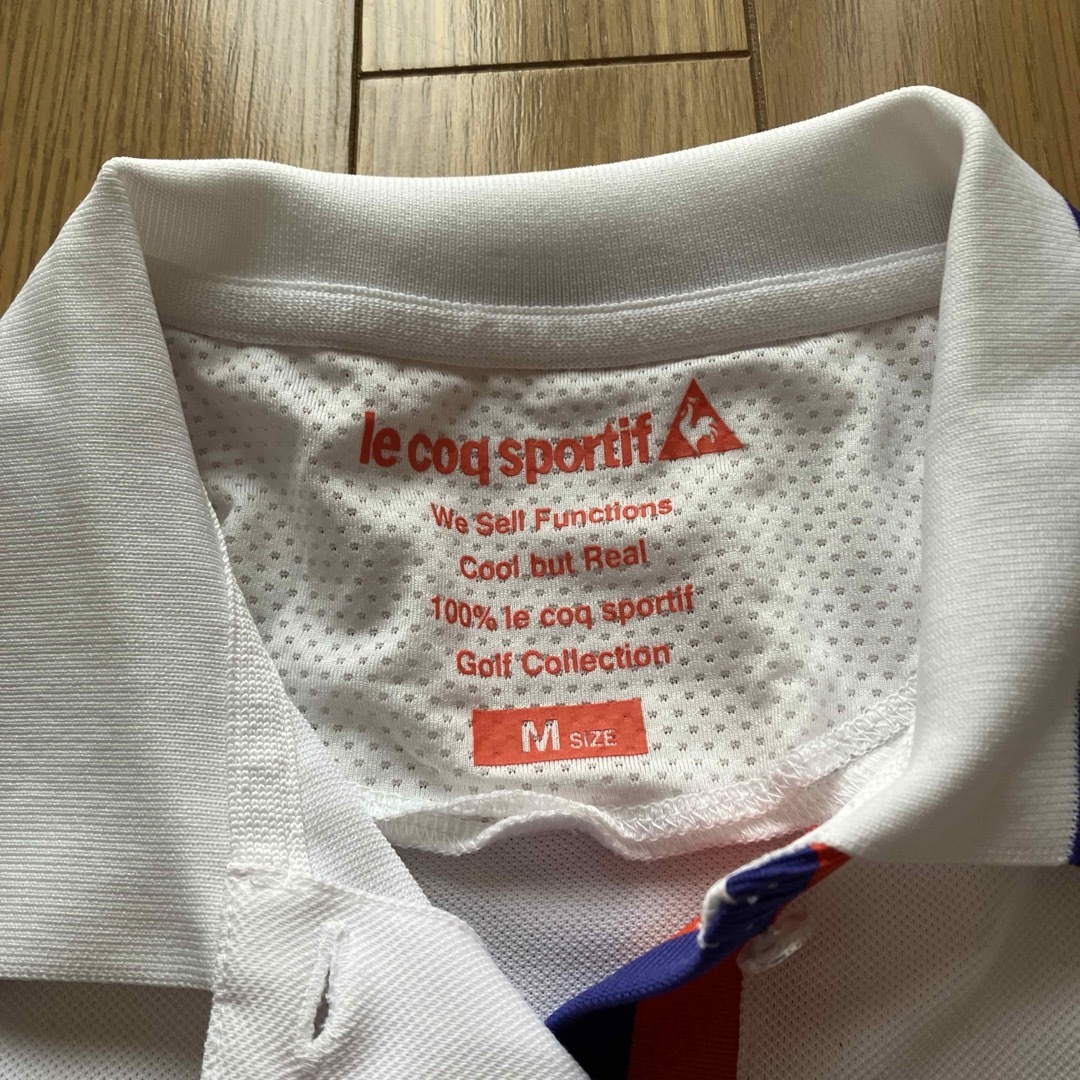 le coq sportif
We Sell Functions
Cool but Real
100% le coq sportif
Golf Collection
M SIZE